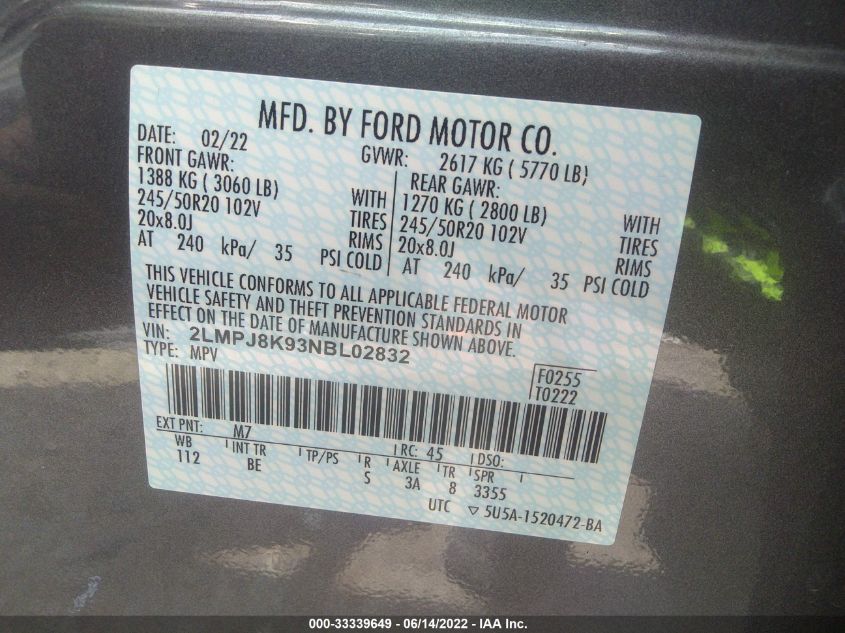 MFD. BY FORD MOTOR CO.
DATE: 02/22 GVWR: 2617 KG ( 5770 LB)
FRONT GAWR: REAR GAWR:
1388 KG ( 3060 LB) WITH 1270 KG ( 2800 LB) WITH
245/50R20 102V TIRES 245/50R20 102V TIRES
20x8.0J RIMS 20x8.0J RIMS
AT 240 kPa/ 35 PSI COLD AT 240 kPa/ 35 PSI COLD
THIS VEHICLE CONFORMS TO ALL APPLICABLE FEDERAL MOTOR
VEHICLE SAFETY AND THEFT PREVENTION STANDARDS IN
EFFECT ON THE DATE OF MANUFACTURE SHOWN ABOVE.
VIN: 2LMPJ8K93NBL02832
TYPE: MPV F0255
T0222
EXT PNT: M7 RC: 45 DSO:
WB INT TR TP/PS R AXLE TR SPR
112 BE S 3A 8 3355
UTC ▽ 5U5A-1520472-BA
000-33339649 - 06/14/2022 - IAA Inc.